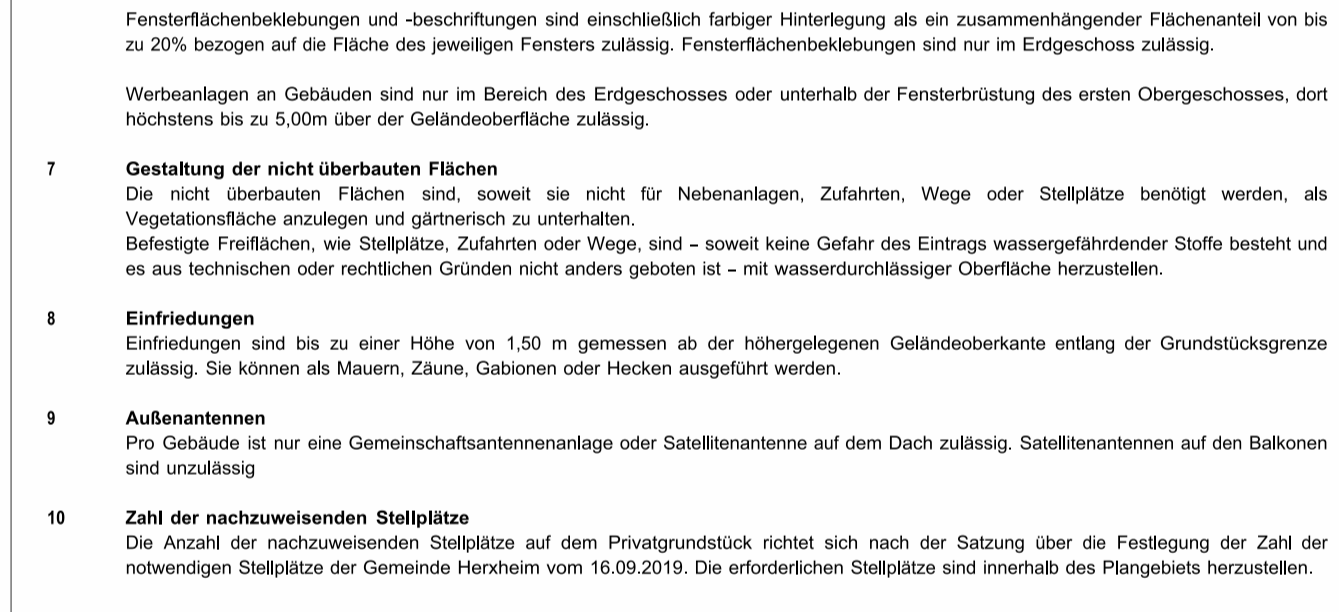 Fensterflächenbeklebungen und -beschriftungen sind einschließlich farbiger Hinterlegung als ein zusammenhängender Flächenanteil von bis
zu 20% bezogen auf die Fläche des jeweiligen Fensters zulässig. Fensterflächenbeklebungen sind nur im Erdgeschoss zulässig.
Werbeanlagen an Gebäuden sind nur im Bereich des Erdgeschosses oder unterhalb der Fensterbrüstung des ersten Obergeschosses, dort
höchstens bis zu 5,00m über der Geländeoberfläche zulässig.
7 Gestaltung der nicht überbauten Flächen
Die nicht überbauten Flächen sind, soweit sie nicht für Nebenanlagen, Zufahrten, Wege oder Stellplätze benötigt werden, als
Vegetationsfläche anzulegen und gärtnerisch zu unterhalten.
Befestigte Freiflächen, wie Stellplätze, Zufahrten oder Wege, sind – soweit keine Gefahr des Eintrags wassergefährdender Stoffe besteht und
es aus technischen oder rechtlichen Gründen nicht anders geboten ist – mit wasserdurchlässiger Oberfläche herzustellen.
8 Einfriedungen
Einfriedungen sind bis zu einer Höhe von 1,50 m gemessen ab der höhergelegenen Geländeoberkante entlang der Grundstücksgrenze
zulässig. Sie können als Mauern, Zäune, Gabionen oder Hecken ausgeführt werden.
9 Außenantennen
Pro Gebäude ist nur eine Gemeinschaftsantennenanlage oder Satellitenantenne auf dem Dach zulässig. Satellitenantennen auf den Balkonen
sind unzulässig
10 Zahl der nachzuweisenden Stellplätze
Die Anzahl der nachzuweisenden Stellplätze auf dem Privatgrundstück richtet sich nach der Satzung über die Festlegung der Zahl der
notwendigen Stellplätze der Gemeinde Herxheim vom 16.09.2019. Die erforderlichen Stellplätze sind innerhalb des Plangebiets herzustellen.